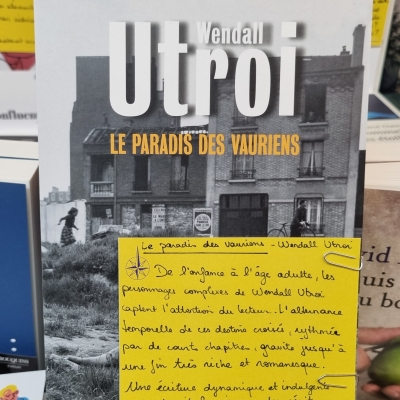 Wendall
Utroi
LE PARADIS DES VAURIENS
Le paradis des vauriens - Wendall Utroi
De l'enfance à l'âge adulte, les
personnages complexes de Wendall Utroi
captent l'attention du lecteur. L'alternance
temporelle de ces destins croisés, rythmée
par de courts chapitres, gravite jusqu'à
une fin très riche et romanesque.
Une écriture dynamique et indulgente